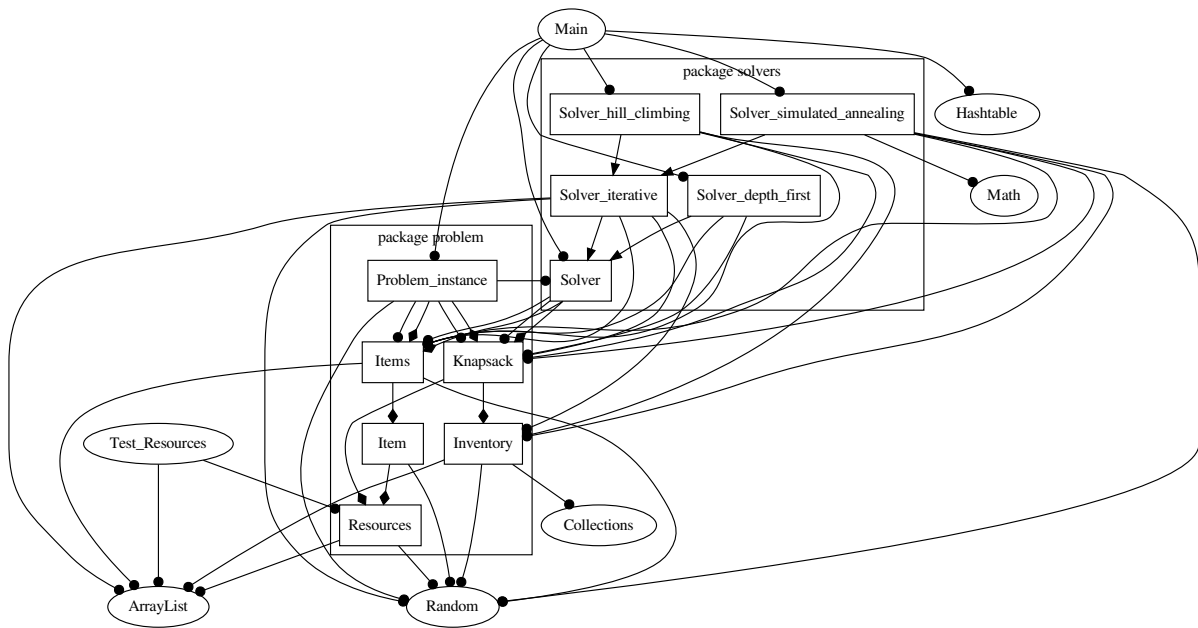 Main
package solvers
Solver_hill_climbing
Solver_simulated_annealing
Hashtable
Solver_iterative
Solver_depth_first
Math
package problem
Problem_instance
Solver
Items
Knapsack
Test_Resources
Item
Inventory
Resources
Collections
ArrayList
Random